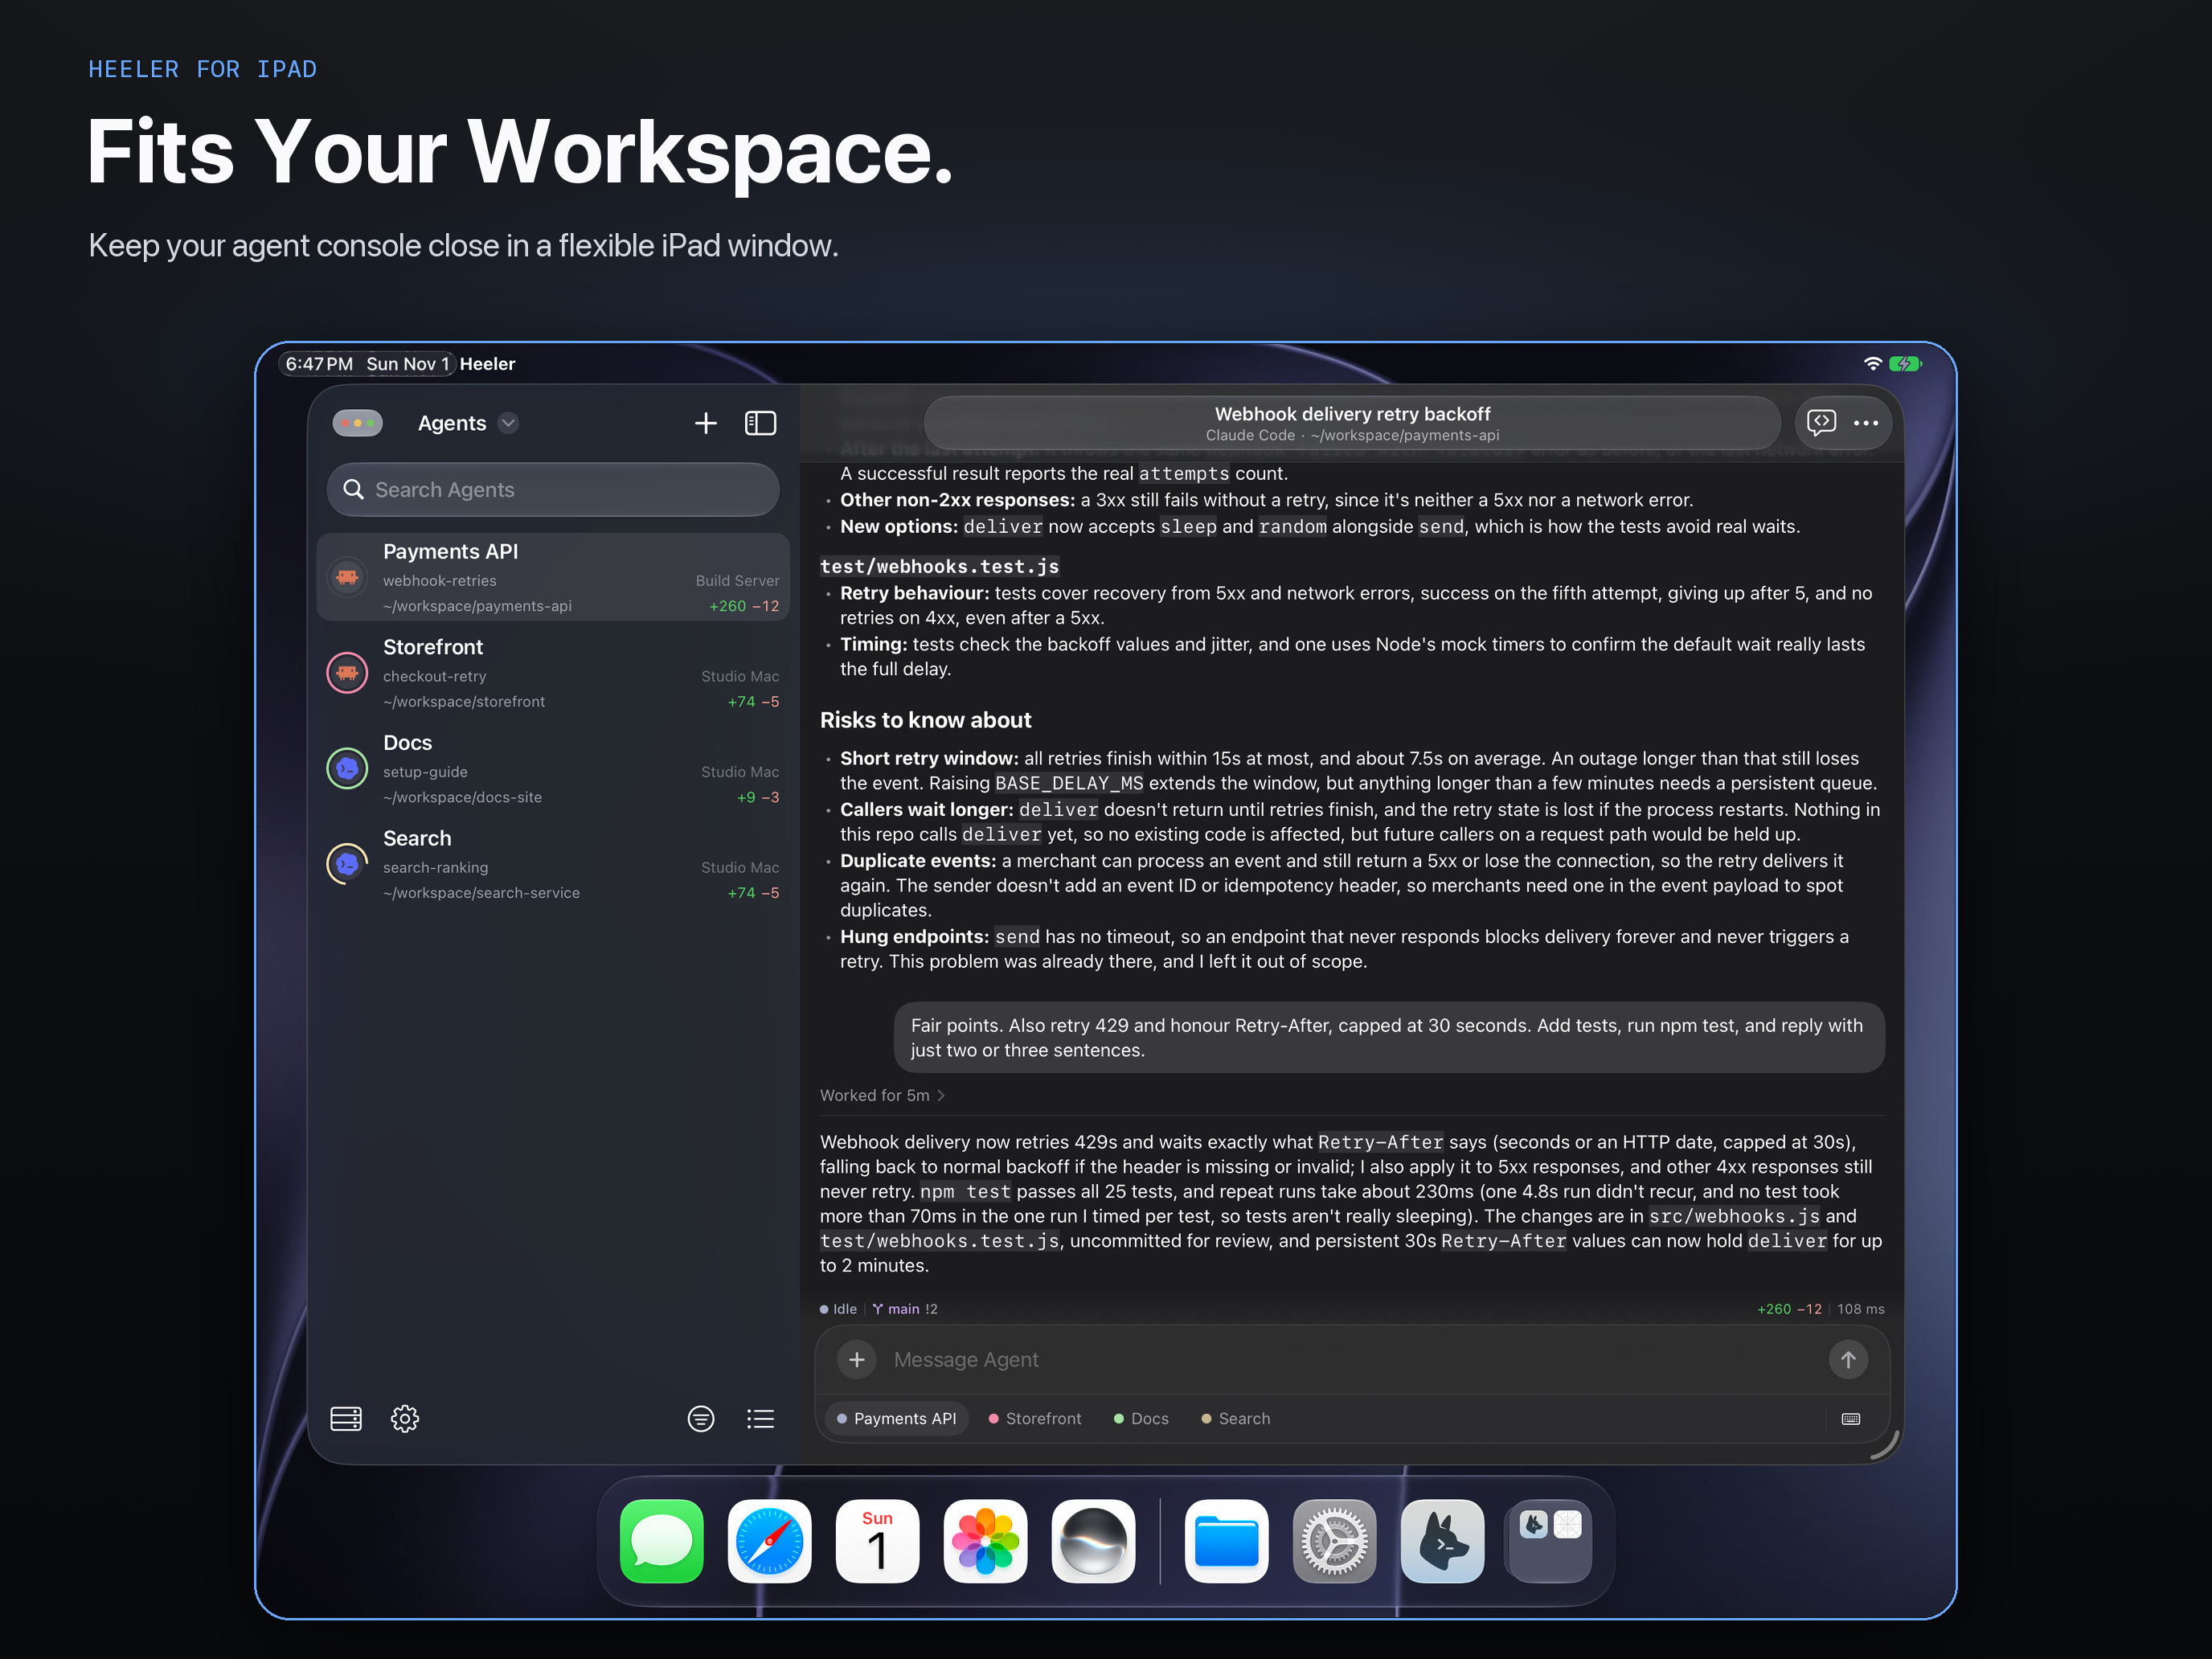 HEELER FOR IPAD
Fits Your Workspace.
Keep your agent console close in a flexible iPad window.
6:47 PM Sun Nov 1 Heeler
Agents
Search Agents
Payments API
webhook-retries Build Server
~/workspace/payments-api +260 −12
Storefront
checkout-retry Studio Mac
~/workspace/storefront +74 −5
Docs
setup-guide Studio Mac
~/workspace/docs-site +9 −3
Search
search-ranking Studio Mac
~/workspace/search-service +74 −5
Webhook delivery retry backoff
Claude Code · ~/workspace/payments-api
A successful result reports the real attempts count.
• Other non-2xx responses: a 3xx still fails without a retry, since it's neither a 5xx nor a network error.
• New options: deliver now accepts sleep and random alongside send, which is how the tests avoid real waits.
test/webhooks.test.js
• Retry behaviour: tests cover recovery from 5xx and network errors, success on the fifth attempt, giving up after 5, and no
retries on 4xx, even after a 5xx.
• Timing: tests check the backoff values and jitter, and one uses Node's mock timers to confirm the default wait really lasts
the full delay.
Risks to know about
• Short retry window: all retries finish within 15s at most, and about 7.5s on average. An outage longer than that still loses
the event. Raising BASE_DELAY_MS extends the window, but anything longer than a few minutes needs a persistent queue.
• Callers wait longer: deliver doesn't return until retries finish, and the retry state is lost if the process restarts. Nothing in
this repo calls deliver yet, so no existing code is affected, but future callers on a request path would be held up.
• Duplicate events: a merchant can process an event and still return a 5xx or lose the connection, so the retry delivers it
again. The sender doesn't add an event ID or idempotency header, so merchants need one in the event payload to spot
duplicates.
• Hung endpoints: send has no timeout, so an endpoint that never responds blocks delivery forever and never triggers a
retry. This problem was already there, and I left it out of scope.
Fair points. Also retry 429 and honour Retry-After, capped at 30 seconds. Add tests, run npm test, and reply with
just two or three sentences.
Worked for 5m
Webhook delivery now retries 429s and waits exactly what Retry-After says (seconds or an HTTP date, capped at 30s),
falling back to normal backoff if the header is missing or invalid; I also apply it to 5xx responses, and other 4xx responses still
never retry. npm test passes all 25 tests, and repeat runs take about 230ms (one 4.8s run didn't recur, and no test took
more than 70ms in the one run I timed per test, so tests aren't really sleeping). The changes are in src/webhooks.js and
test/webhooks.test.js, uncommitted for review, and persistent 30s Retry-After values can now hold deliver for up
to 2 minutes.
Idle main !2 +260 −12 108 ms
Message Agent
Payments API Storefront Docs Search
Sun
1